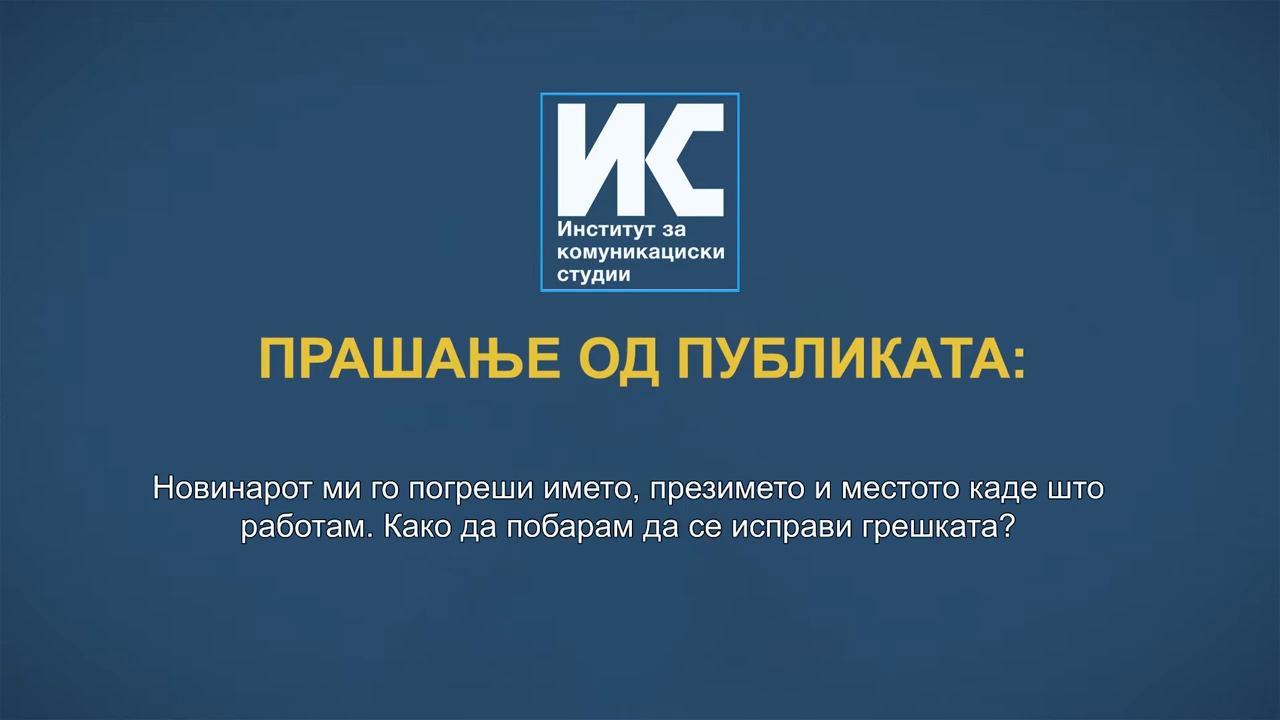 ИС
Институт за
комуникациски
студии
ПРАШАЊЕ ОД ПУБЛИКАТА:
Новинарот ми го погреши името, презимето и местото каде што
работам. Како да побарам да се исправи грешката?